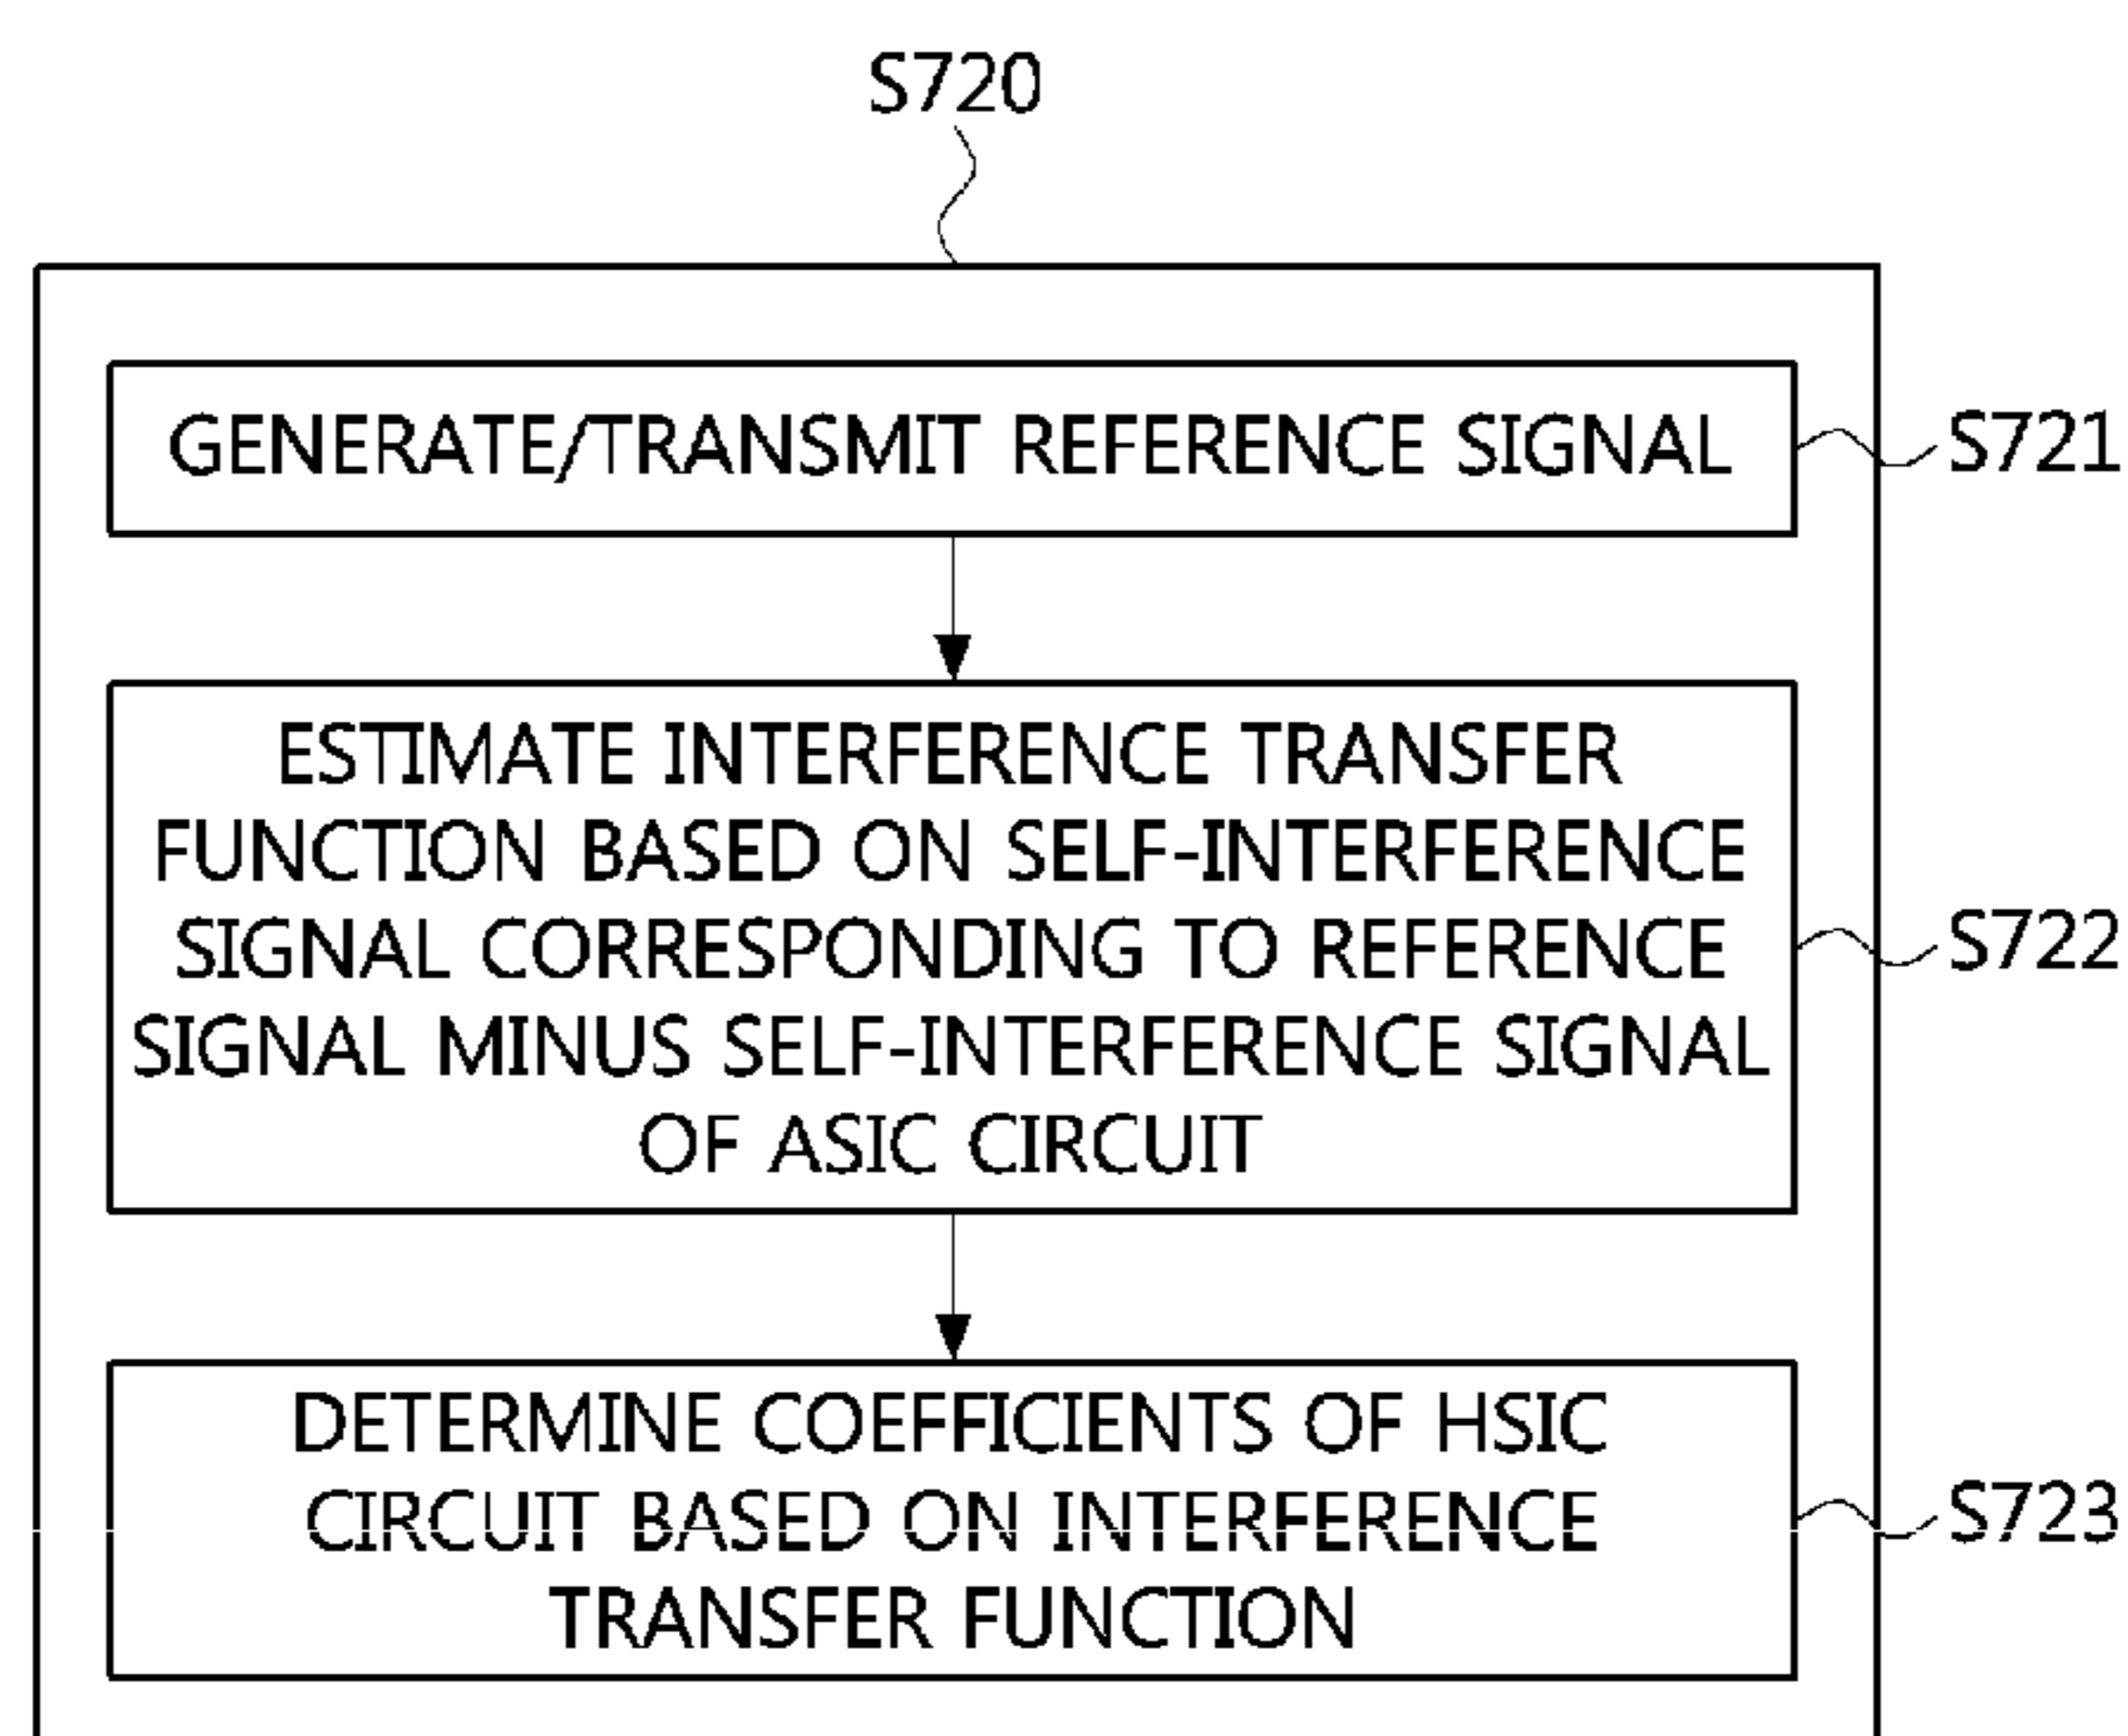 S720
GENERATE/TRANSMIT REFERENCE SIGNAL
S721
ESTIMATE INTERFERENCE TRANSFER
FUNCTION BASED ON SELF-INTERFERENCE
SIGNAL CORRESPONDING TO REFERENCE
SIGNAL MINUS SELF-INTERFERENCE SIGNAL
OF ASIC CIRCUIT
S722
DETERMINE COEFFICIENTS OF HSIC
CIRCUIT BASED ON INTERFERENCE
TRANSFER FUNCTION
S723